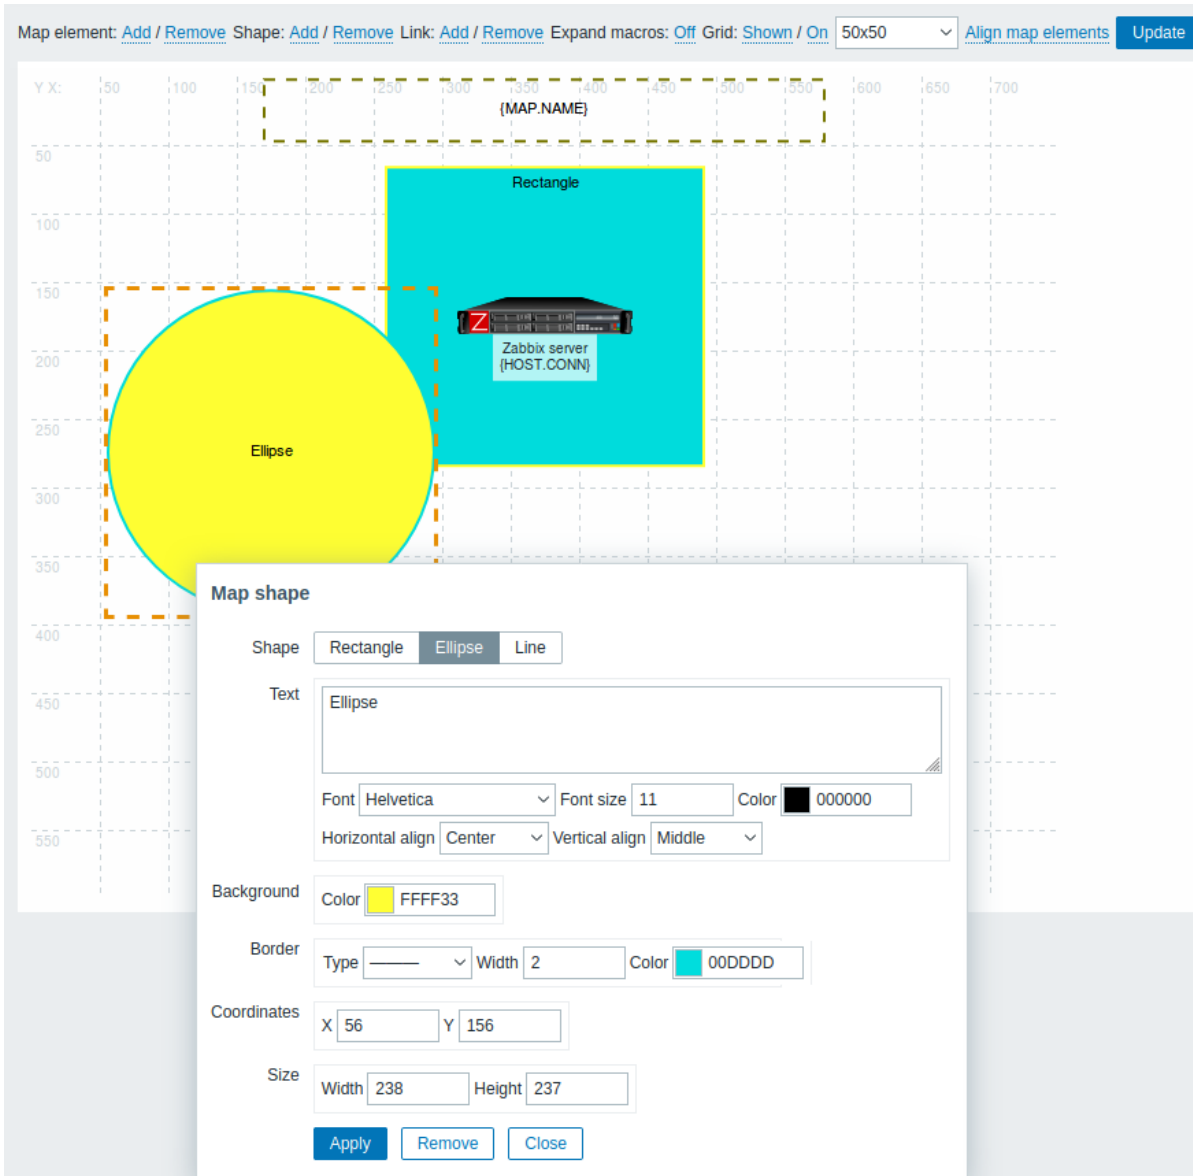 Map element: Add / Remove Shape: Add / Remove Link: Add / Remove Expand macros: Off Grid: Shown / On 50x50 Align map elements Update
Y X: 50 100 150 200 250 300 350 400 450 500 550 600 650 700
{MAP.NAME}
50
Rectangle
100
150
Z
Zabbix server
200
{HOST.CONN}
250
Ellipse
300
350
Map shape
400
Shape Rectangle Ellipse Line
Text Ellipse
450
500
Font Helvetica Font size 11 Color 000000
Horizontal align Center Vertical align Middle
550
Background Color FFFF33
Border Type Width 2 Color 00DDDD
Coordinates X 56 Y 156
Size Width 238 Height 237
Apply Remove Close